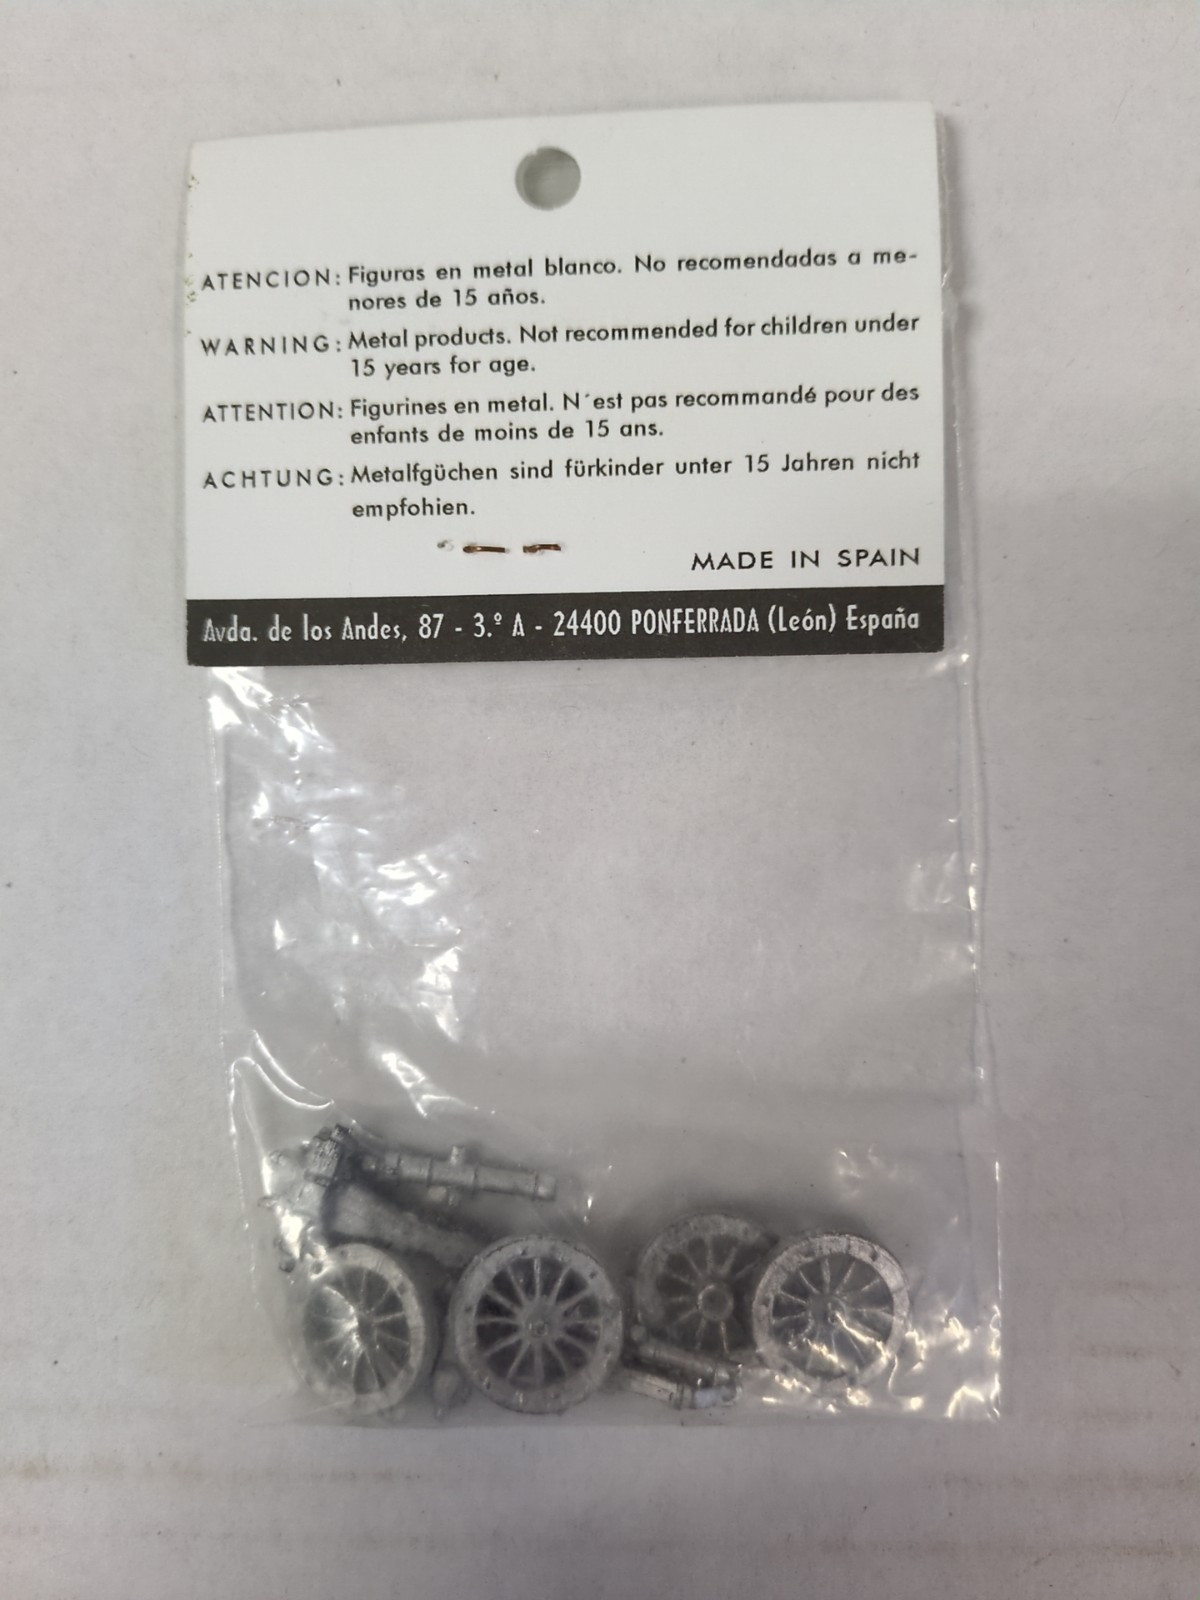 ATENCION: Figuras en metal blanco. No recomendadas a me-
nores de 15 años.
WARNING: Metal products. Not recommended for children under
15 years for age.
ATTENTION: Figurines en metal. N´est pas recommandé pour des
enfants de moins de 15 ans.
ACHTUNG: Metalfgüchen sind fürkinder unter 15 Jahren nicht
empfohien.
MADE IN SPAIN
Avda. de los Andes, 87 - 3.º A - 24400 PONFERRADA (León) España